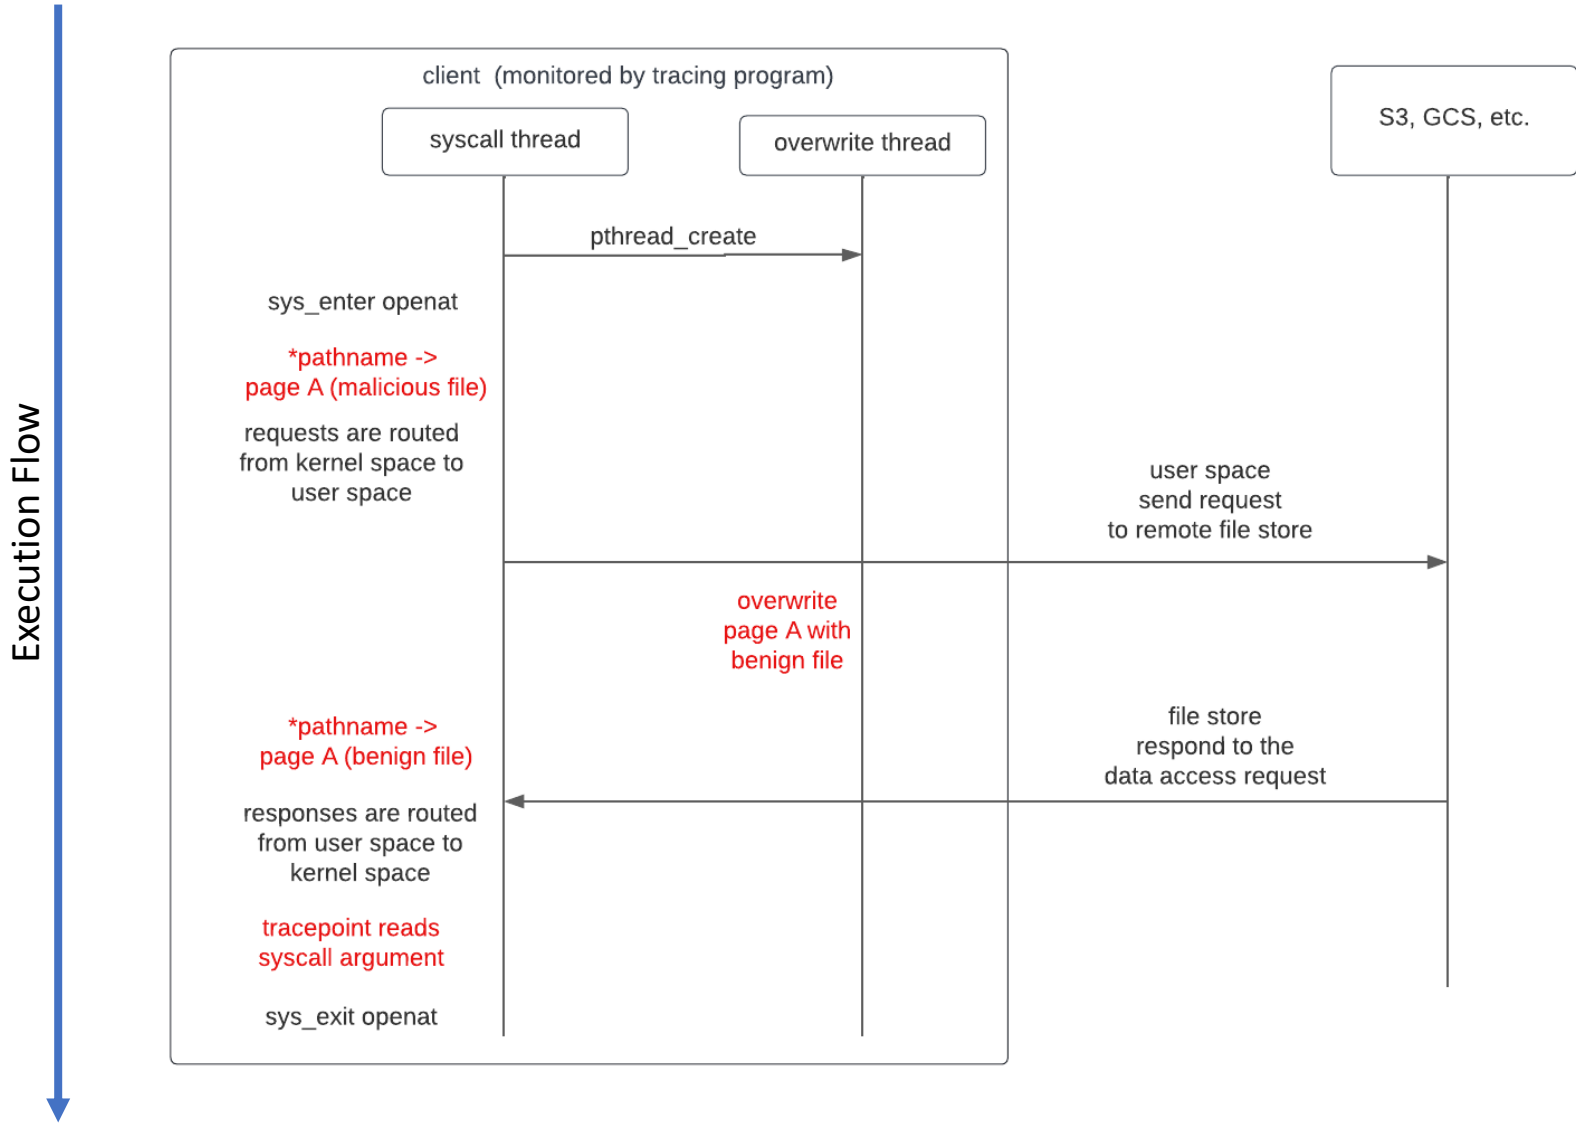 client  (monitored by tracing program)
syscall thread
overwrite thread
S3, GCS, etc.
pthread_create
sys_enter openat
*pathname ->
page A (malicious file)
requests are routed
from kernel space to
user space
user space
send request
to remote file store
overwrite
page A with
benign file
*pathname ->
page A (benign file)
file store
respond to the
data access request
responses are routed
from user space to
kernel space
tracepoint reads
syscall argument
sys_exit openat
Execution Flow